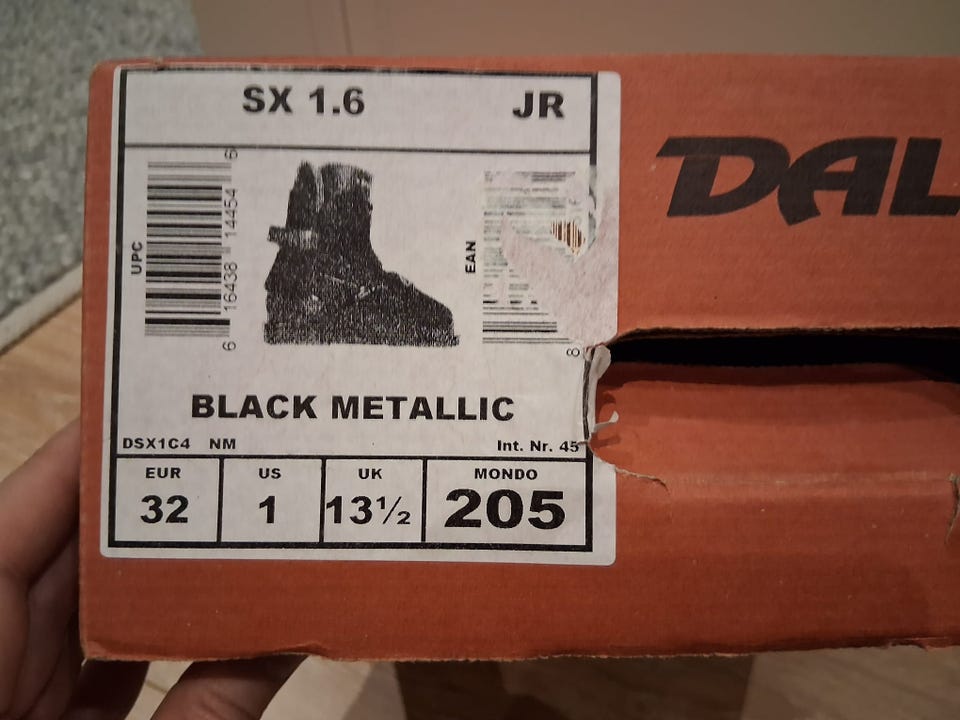 SX 1.6 JR
DAL
UPC
6 16438 14454 6
EAN
8
BLACK METALLIC
DSX1C4 NM Int. Nr. 45
EUR US UK MONDO
32 1 13½ 205